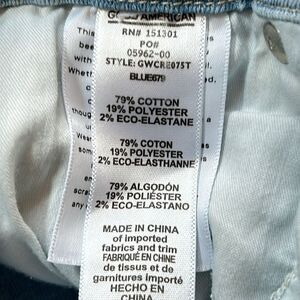 AMERICAN
RN# 151301
PO#
05962-00
STYLE: GWCRE075T
BLUE679
79% COTTON
19% POLYESTER
2% ECO-ELASTANE
79% COTON
19% POLYESTER
2% ECO-ELASTHANNE
79% ALGODÓN
19% POLIÉSTER
2% ECO-ELASTANO
MADE IN CHINA
of imported
fabrics and trim
FABRIQUÉ EN CHINE
de tissus et de
garnitures importés
HECHO EN
CHINA